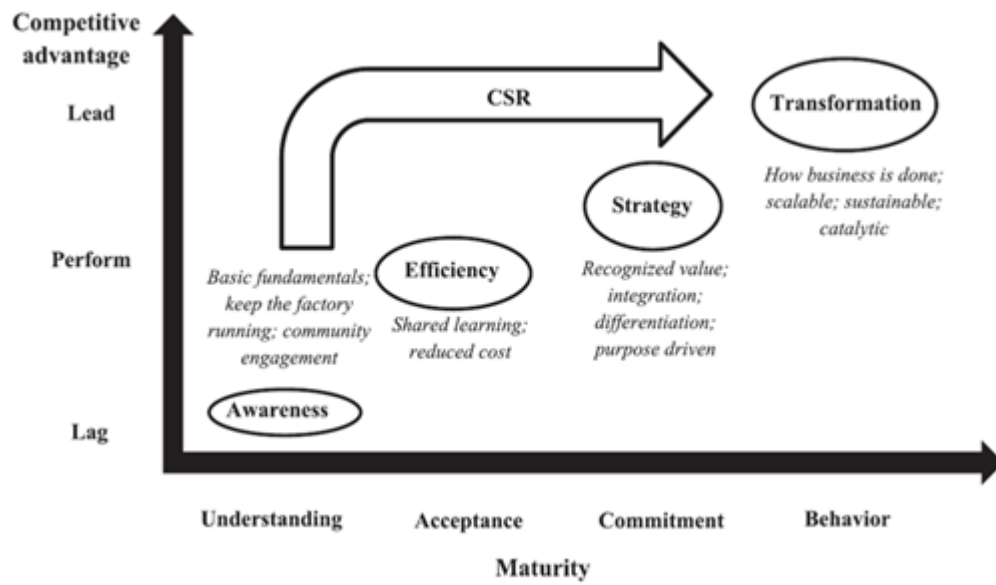 Competitive
advantage
Lead
CSR
Transformation
How business is done;
scalable; sustainable;
catalytic
Strategy
Perform
Efficiency
Basic fundamentals;
keep the factory
running; community
engagement
Shared learning;
reduced cost
Recognized value;
integration;
differentiation;
purpose driven
Awareness
Lag
Understanding
Acceptance
Commitment
Behavior
Maturity